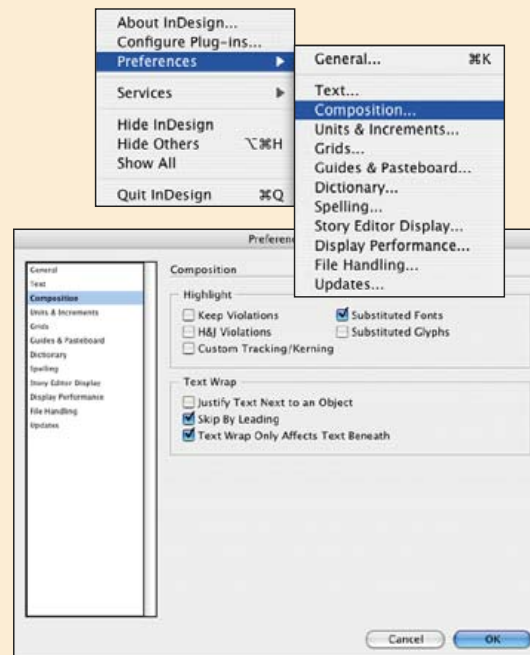 About InDesign...
Configure Plug-ins...
Preferences
Services
Hide InDesign
Hide Others ⌥⌘H
Show All
Quit InDesign ⌘Q
General... ⌘K
Text...
Composition...
Units & Increments...
Grids...
Guides & Pasteboard...
Dictionary...
Spelling...
Story Editor Display...
Display Performance...
File Handling...
Updates...
Preferen
General
Text
Composition
Units & Increments
Grids
Guides & Pasteboard
Dictionary
Spelling
Story Editor Display
Display Performance
File Handling
Updates
Composition
Highlight
Keep Violations Substituted Fonts
H&J Violations Substituted Glyphs
Custom Tracking/Kerning
Text Wrap
Justify Text Next to an Object
Skip By Leading
Text Wrap Only Affects Text Beneath
Cancel OK